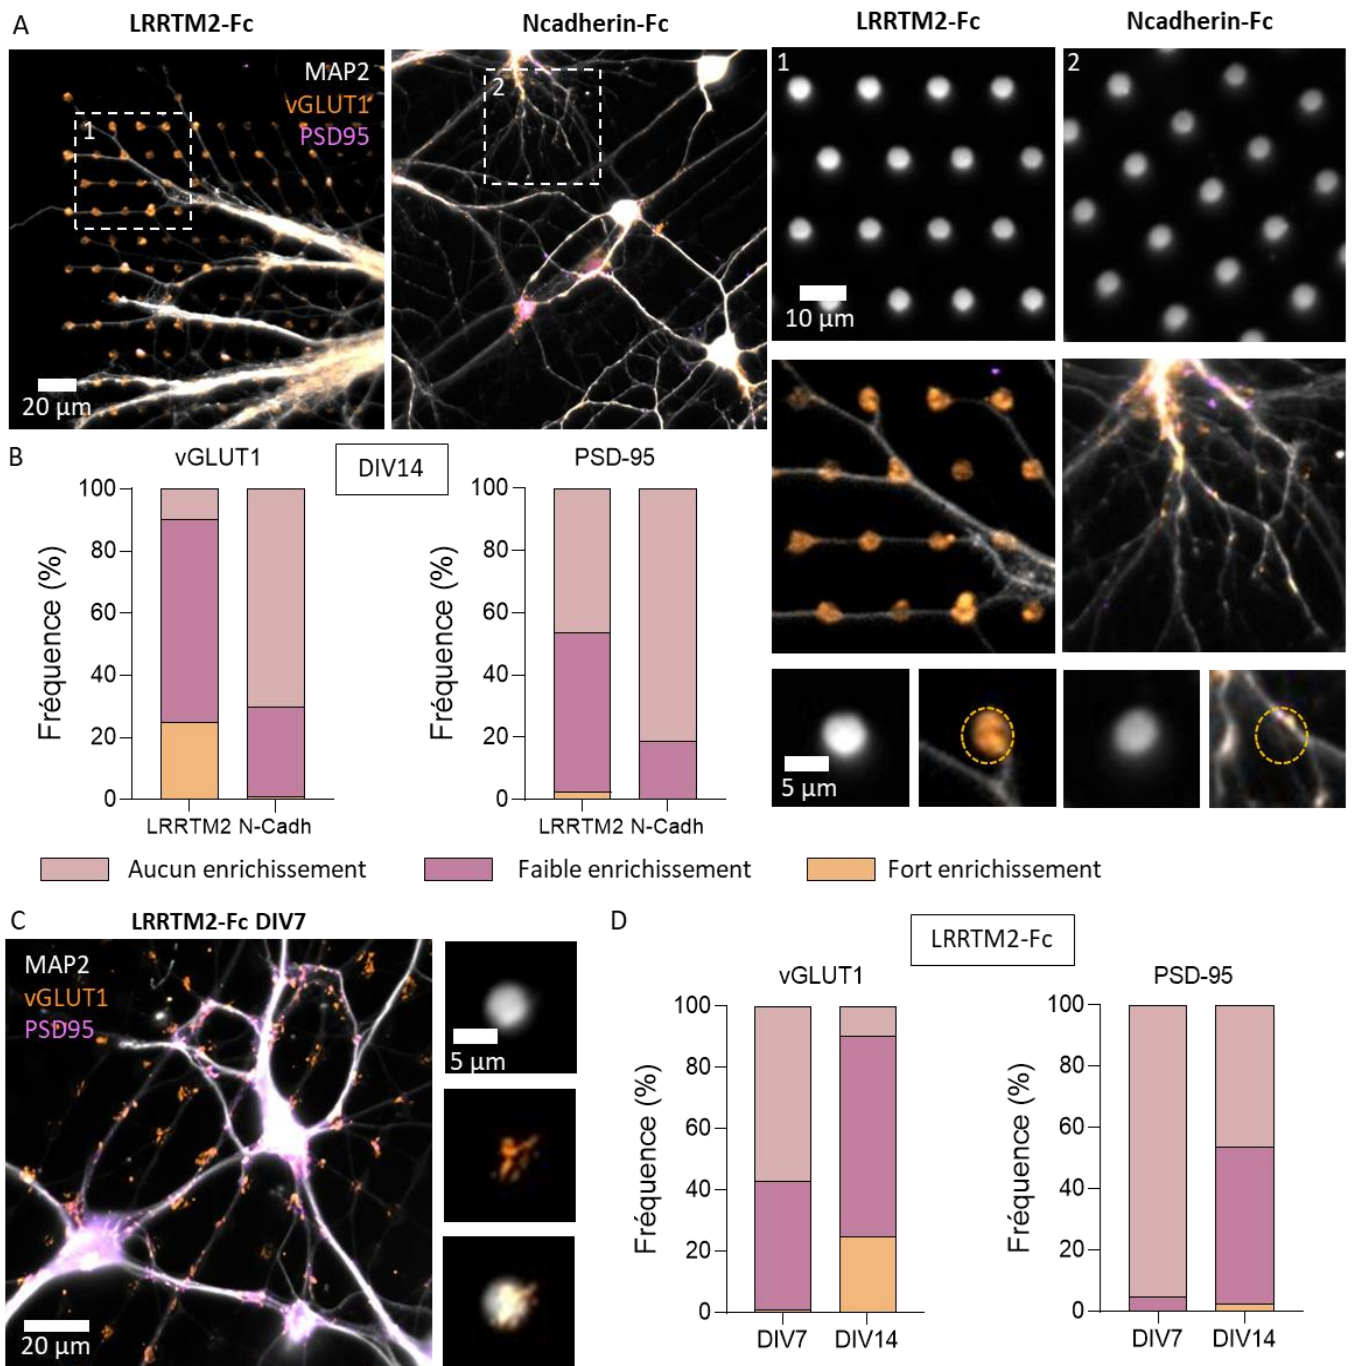 A
LRRTM2-Fc
Ncadherin-Fc
LRRTM2-Fc
Ncadherin-Fc
MAP2
vGLUT1
PSD95
1
20 µm
2
1
10 µm
2
5 µm
B
vGLUT1
DIV14
PSD-95
Fréquence (%)
100
80
60
40
20
0
LRRTM2 N-Cadh
Fréquence (%)
100
80
60
40
20
0
LRRTM2 N-Cadh
Aucun enrichissement
Faible enrichissement
Fort enrichissement
C
LRRTM2-Fc DIV7
MAP2
vGLUT1
PSD95
20 µm
5 µm
D
LRRTM2-Fc
vGLUT1
PSD-95
Fréquence (%)
100
80
60
40
20
0
DIV7 DIV14
Fréquence (%)
100
80
60
40
20
0
DIV7 DIV14